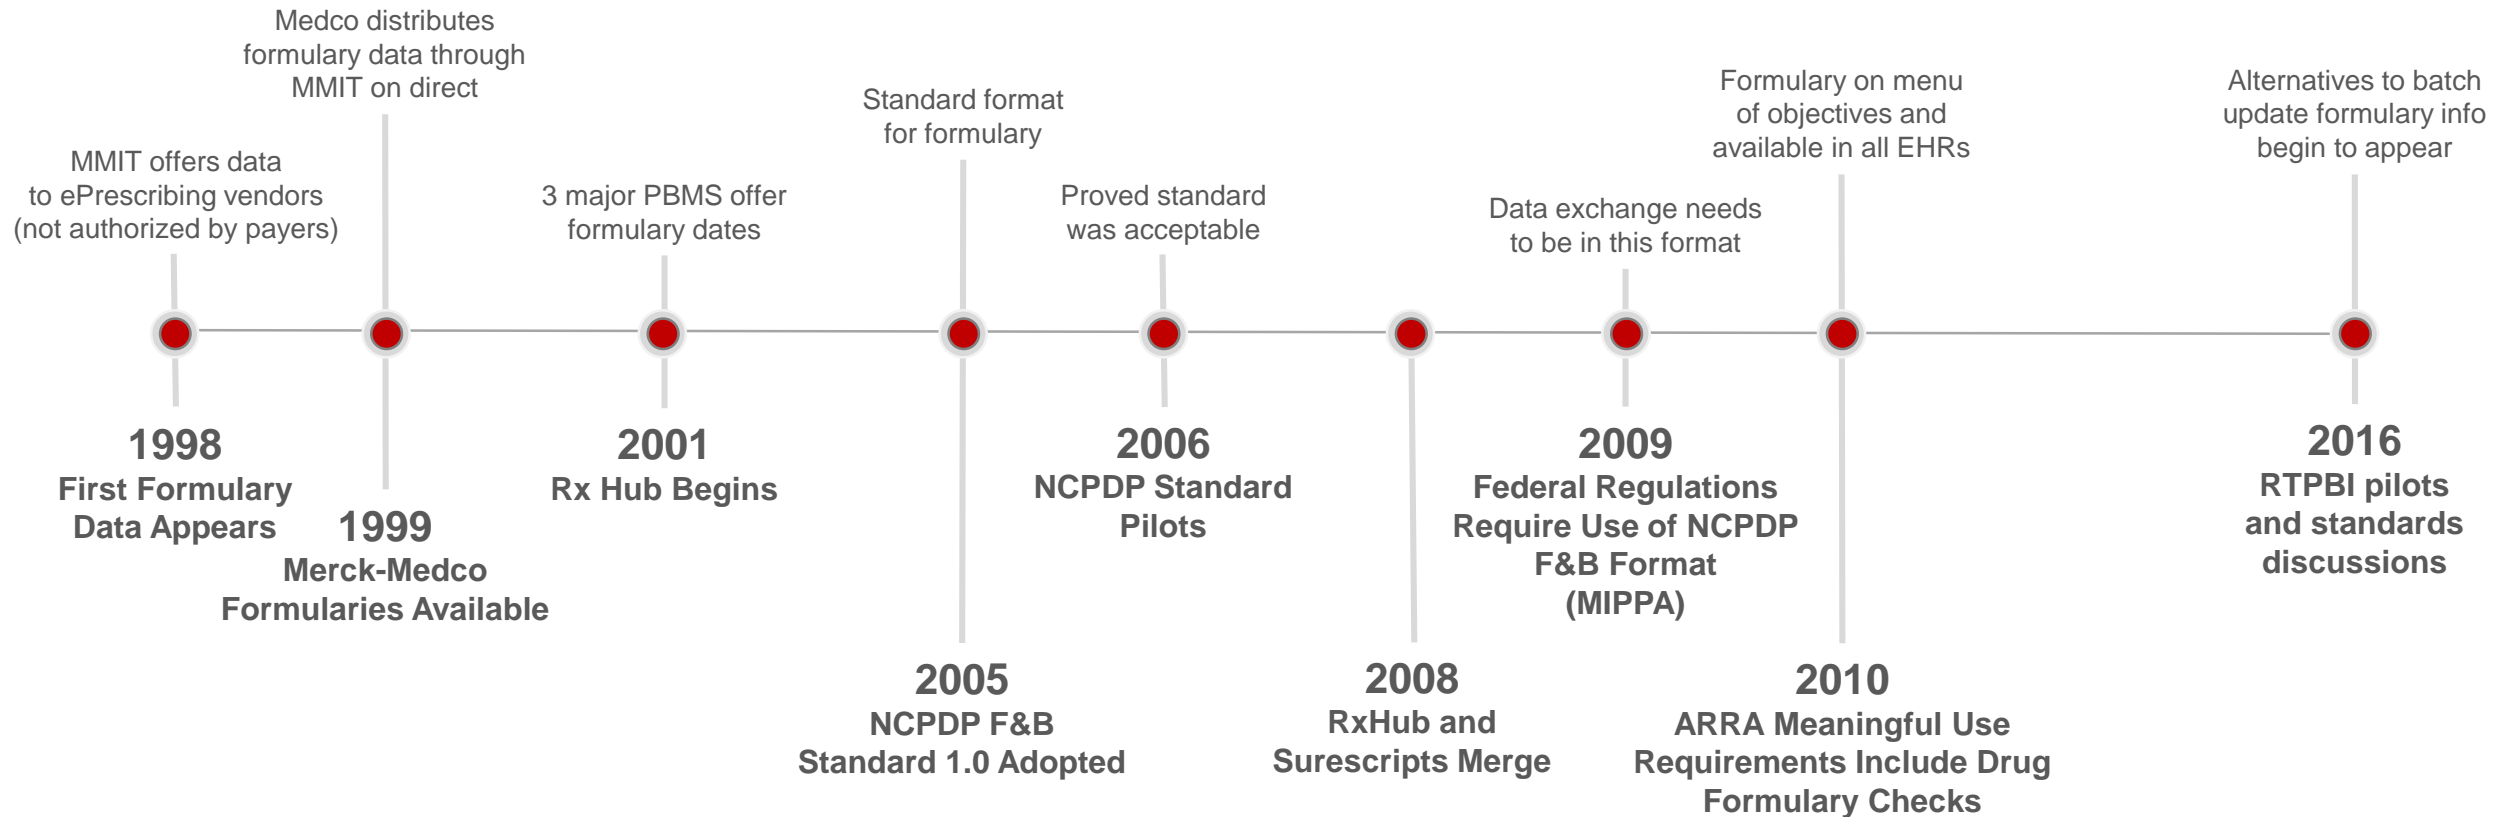 Medco distributes
formulary data through
MMIT on direct
MMIT offers data
to ePrescribing vendors
(not authorized by payers)
3 major PBMS offer
formulary dates
Standard format
for formulary
Proved standard
was acceptable
Data exchange needs
to be in this format
Formulary on menu
of objectives and
available in all EHRs
Alternatives to batch
update formulary info
begin to appear
1998
First Formulary
Data Appears
1999
Merck-Medco
Formularies Available
2001
Rx Hub Begins
2005
NCPDP F&B
Standard 1.0 Adopted
2006
NCPDP Standard
Pilots
2008
RxHub and
Surescripts Merge
2009
Federal Regulations
Require Use of NCPDP
F&B Format
(MIPPA)
2010
ARRA Meaningful Use
Requirements Include Drug
Formulary Checks
2016
RTPBI pilots
and standards
discussions